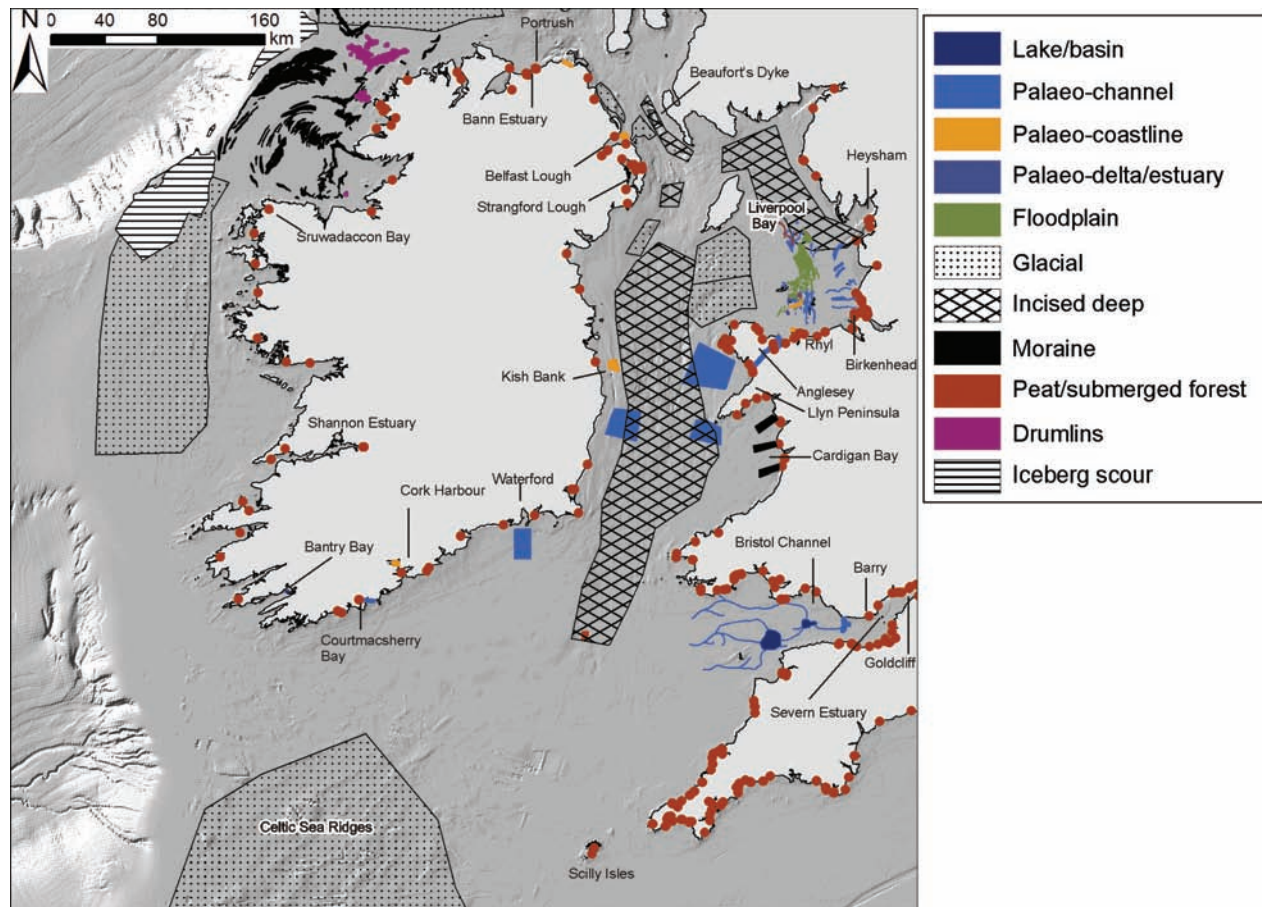 N
0 40 80 160
km
Portrush
Beaufort's Dyke
Bann Estuary
Heysham
Belfast Lough
Strangford Lough
Liverpool
Bay
Sruwadaccon Bay
Rhyl
Birkenhead
Kish Bank
Anglesey
Llyn Peninsula
Shannon Estuary
Cardigan Bay
Waterford
Cork Harbour
Bristol Channel
Bantry Bay
Barry
Courtmacsherry
Bay
Goldcliff
Severn Estuary
Celtic Sea Ridges
Scilly Isles
Lake/basin
Palaeo-channel
Palaeo-coastline
Palaeo-delta/estuary
Floodplain
Glacial
Incised deep
Moraine
Peat/submerged forest
Drumlins
Iceberg scour